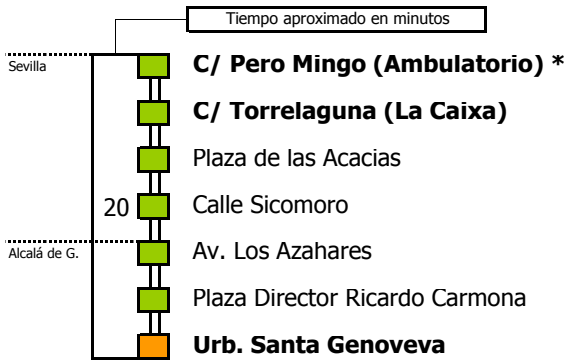 Tiempo aproximado en minutos
Sevilla
C/ Pero Mingo (Ambulatorio) *
C/ Torrelaguna (La Caixa)
Plaza de las Acacias
20
Calle Sicomoro
Alcalá de G.
Av. Los Azahares
Plaza Director Ricardo Carmona
Urb. Santa Genoveva